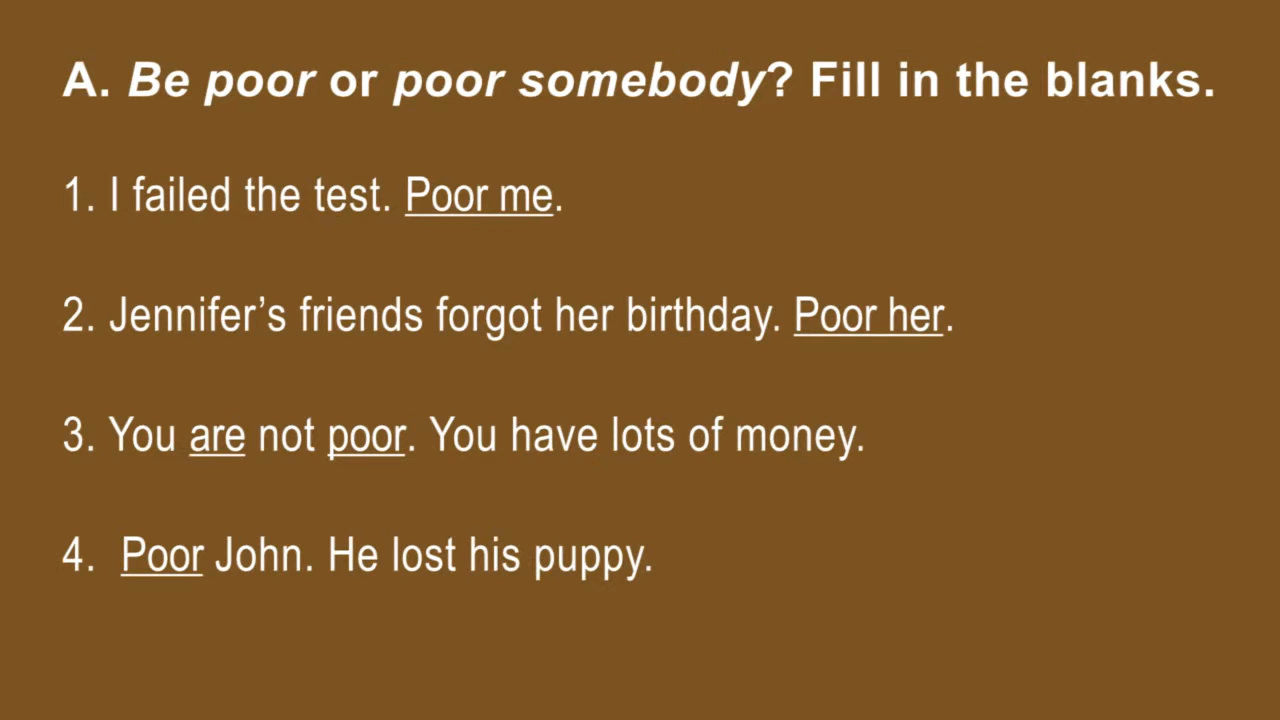 A. Be poor or poor somebody? Fill in the blanks.
1. I failed the test. Poor me.
2. Jennifer’s friends forgot her birthday. Poor her.
3. You are not poor. You have lots of money.
4. Poor John. He lost his puppy.